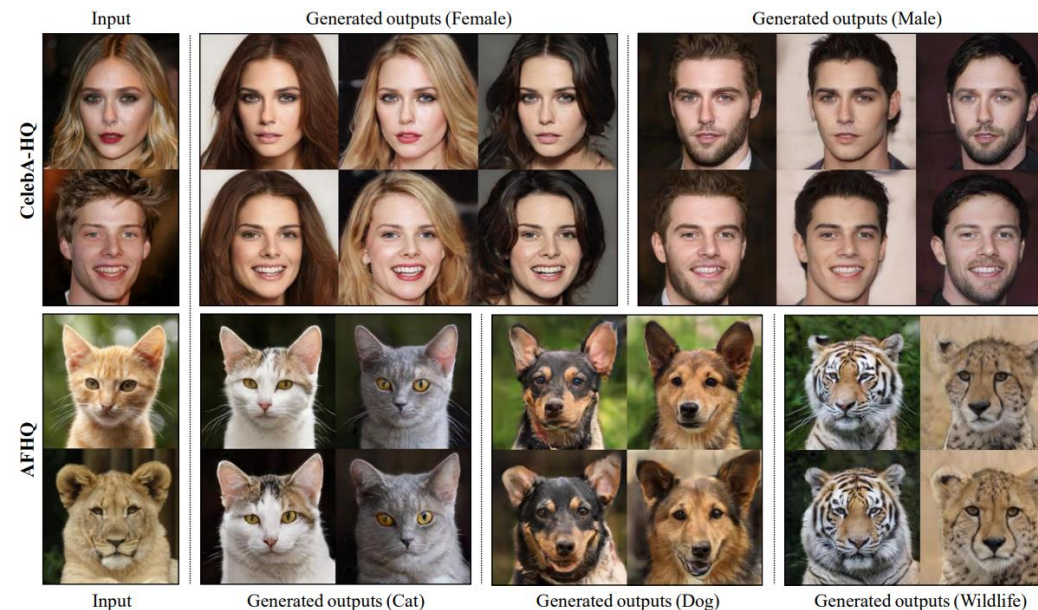 Input
Generated outputs (Female)
Generated outputs (Male)
CelebA-HQ
AFHQ
Input
Generated outputs (Cat)
Generated outputs (Dog)
Generated outputs (Wildlife)